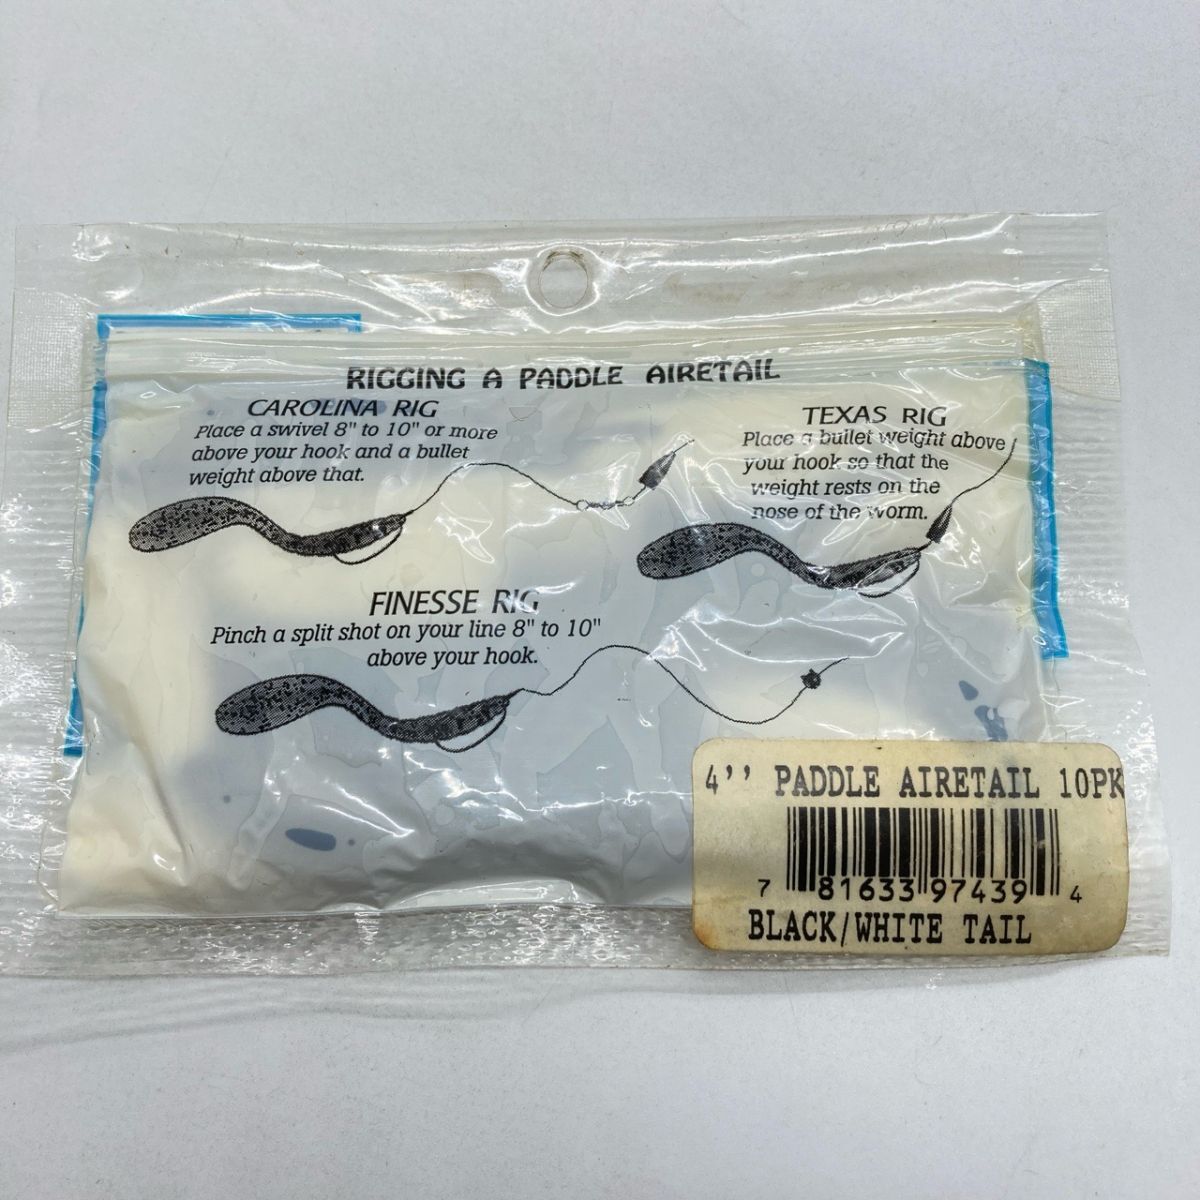 RIGGING A PADDLE AIRETAIL
CAROLINA RIG
Place a swivel 8" to 10" or more
above your hook and a bullet
weight above that.
TEXAS RIG
Place a bullet weight above
your hook so that the
weight rests on the
nose of the worm.
FINESSE RIG
Pinch a split shot on your line 8" to 10"
above your hook.
4'' PADDLE AIRETAIL 10PK
7 81633 97439 4
BLACK/WHITE TAIL